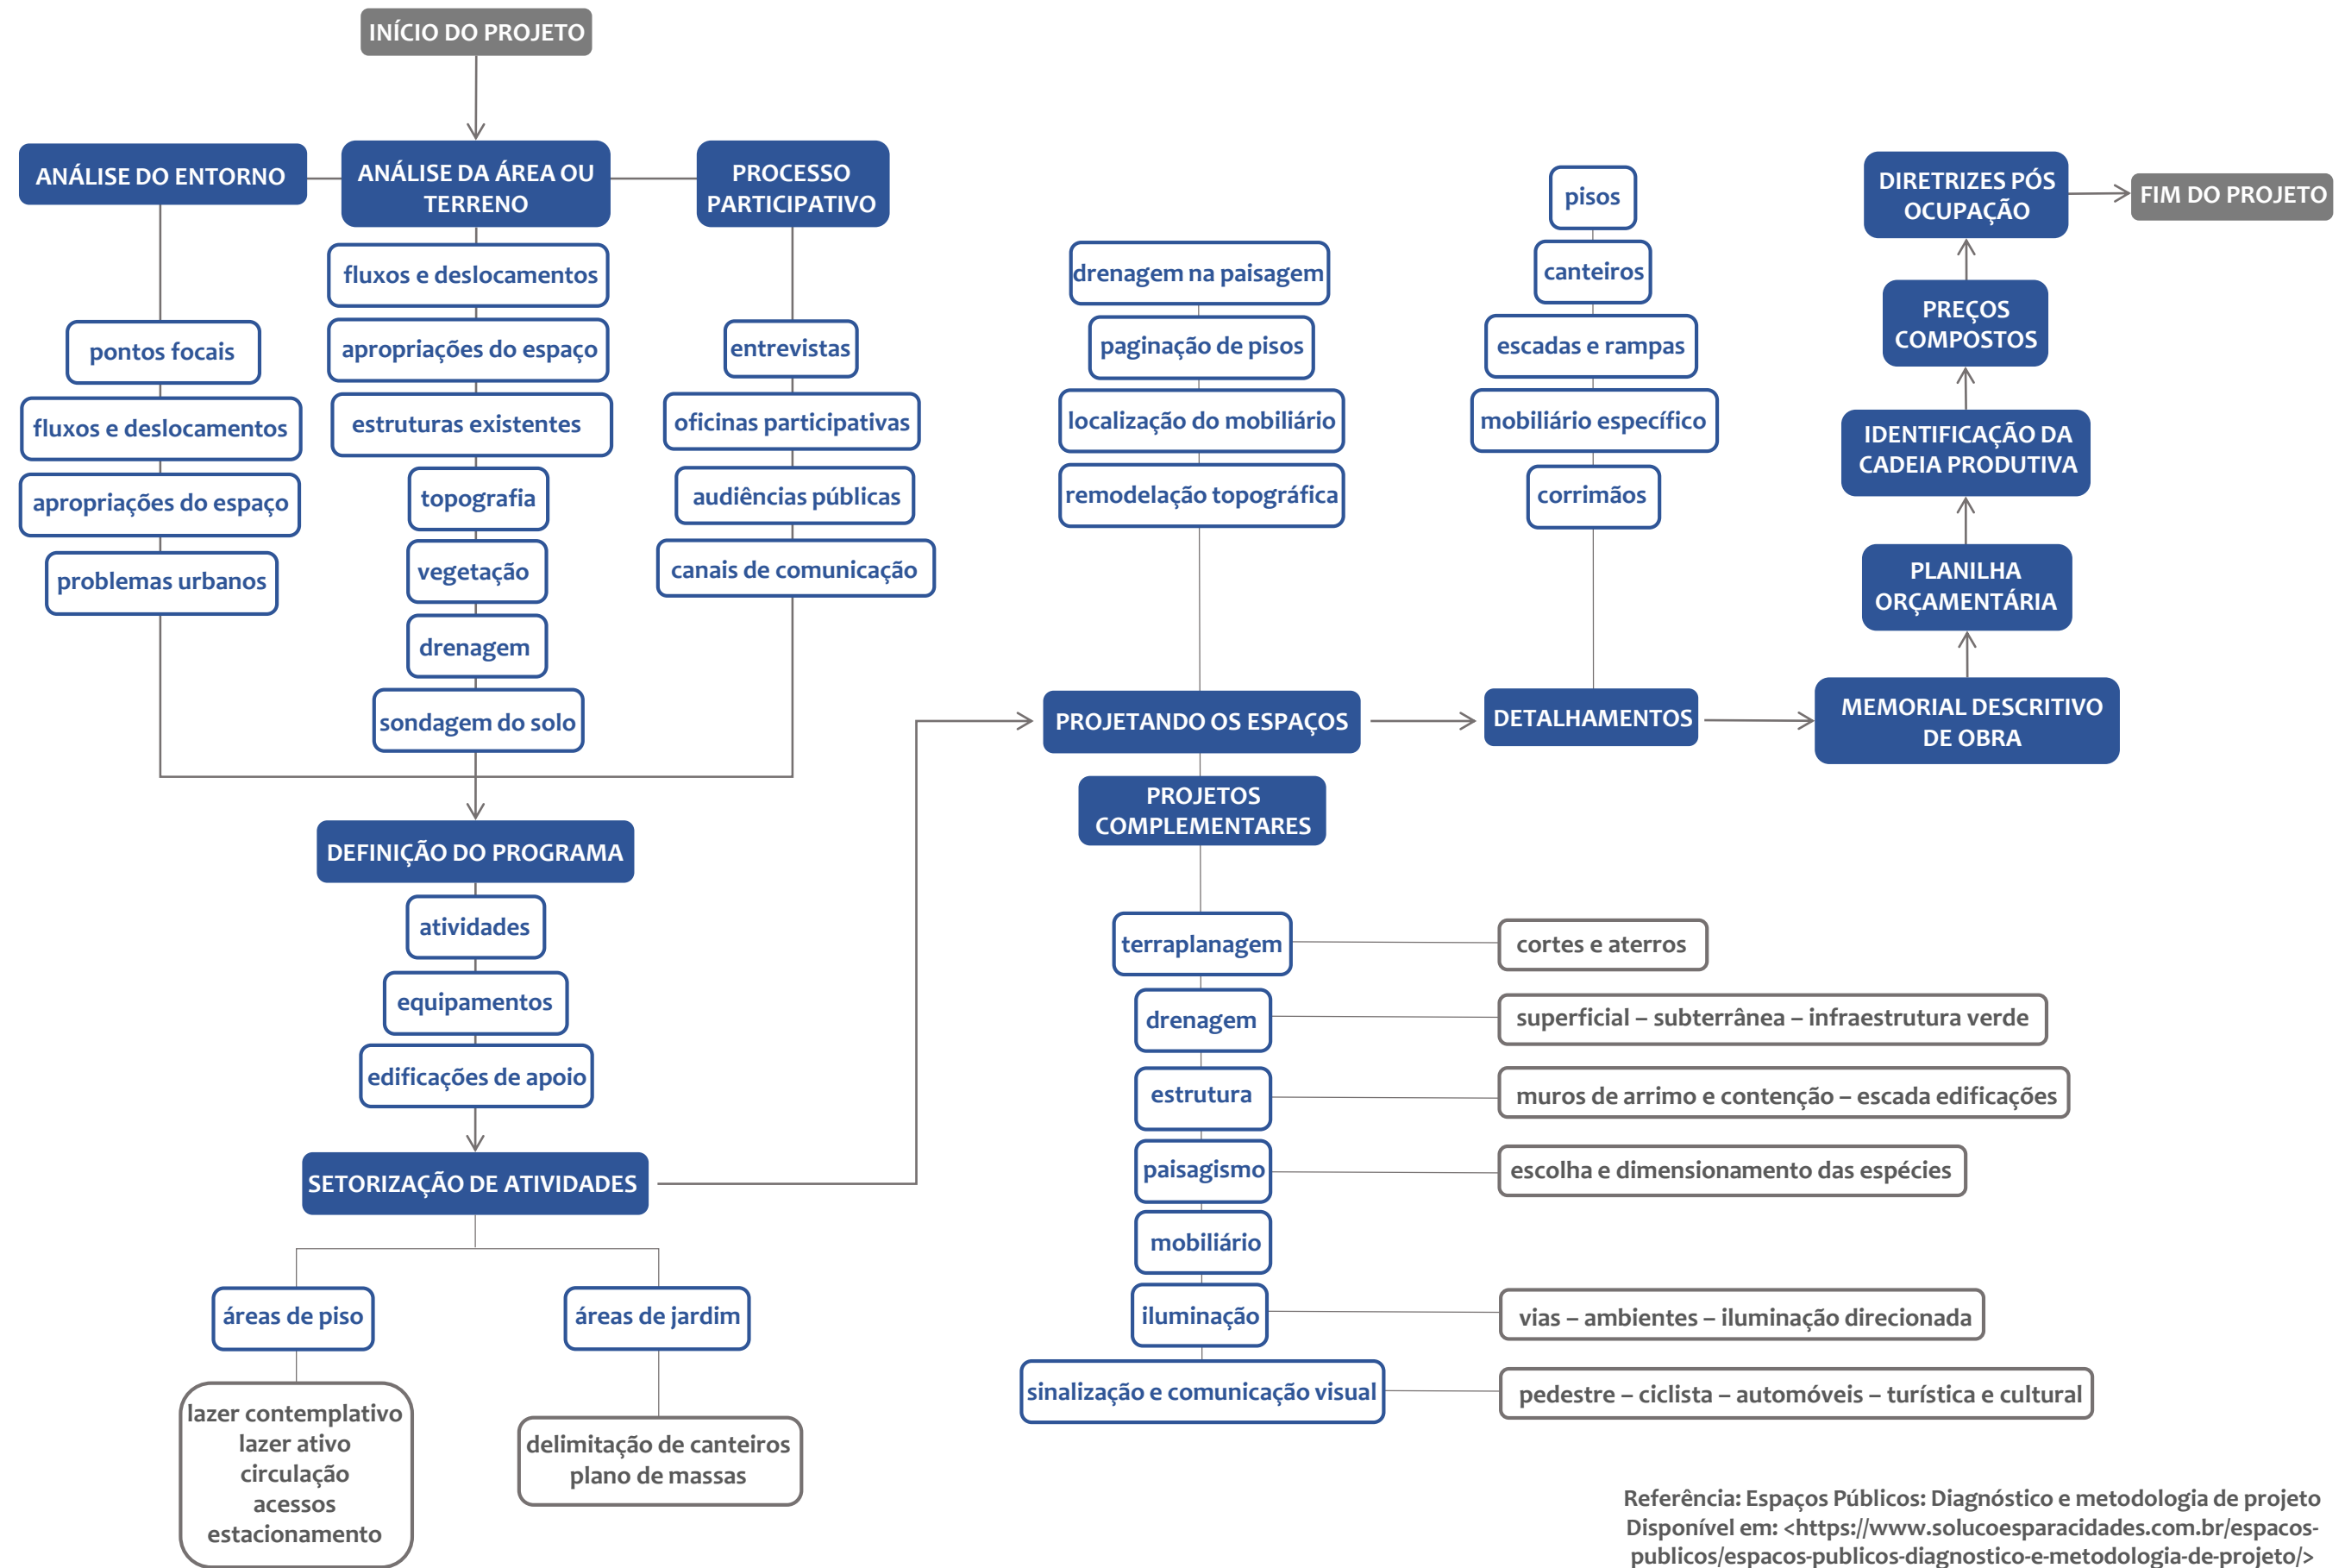 INÍCIO DO PROJETO
ANÁLISE DO ENTORNO
pontos focais
fluxos e deslocamentos
apropriações do espaço
problemas urbanos
ANÁLISE DA ÁREA OU
TERRENO
fluxos e deslocamentos
apropriações do espaço
estruturas existentes
topografia
vegetação
drenagem
sondagem do solo
PROCESSO
PARTICIPATIVO
entrevistas
oficinas participativas
audiências públicas
canais de comunicação
DEFINIÇÃO DO PROGRAMA
atividades
equipamentos
edificações de apoio
SETORIZAÇÃO DE ATIVIDADES
áreas de piso
lazer contemplativo
lazer ativo
circulação
acessos
estacionamento
áreas de jardim
delimitação de canteiros
plano de massas
drenagem na paisagem
paginação de pisos
localização do mobiliário
remodelação topográfica
PROJETANDO OS ESPAÇOS
PROJETOS
COMPLEMENTARES
terraplanagem
cortes e aterros
drenagem
superficial – subterrânea – infraestrutura verde
estrutura
muros de arrimo e contenção – escada edificações
paisagismo
escolha e dimensionamento das espécies
mobiliário
iluminação
vias – ambientes – iluminação direcionada
sinalização e comunicação visual
pedestre – ciclista – automóveis – turística e cultural
pisos
canteiros
escadas e rampas
mobiliário específico
corrimãos
DETALHAMENTOS
MEMORIAL DESCRITIVO
DE OBRA
PLANILHA
ORÇAMENTÁRIA
IDENTIFICAÇÃO DA
CADEIA PRODUTIVA
PREÇOS
COMPOSTOS
DIRETRIZES PÓS
OCUPAÇÃO
FIM DO PROJETO
Referência: Espaços Públicos: Diagnóstico e metodologia de projeto
Disponível em: <https://www.solucoesparacidades.com.br/espacos-
publicos/espacos-publicos-diagnostico-e-metodologia-de-projeto/>